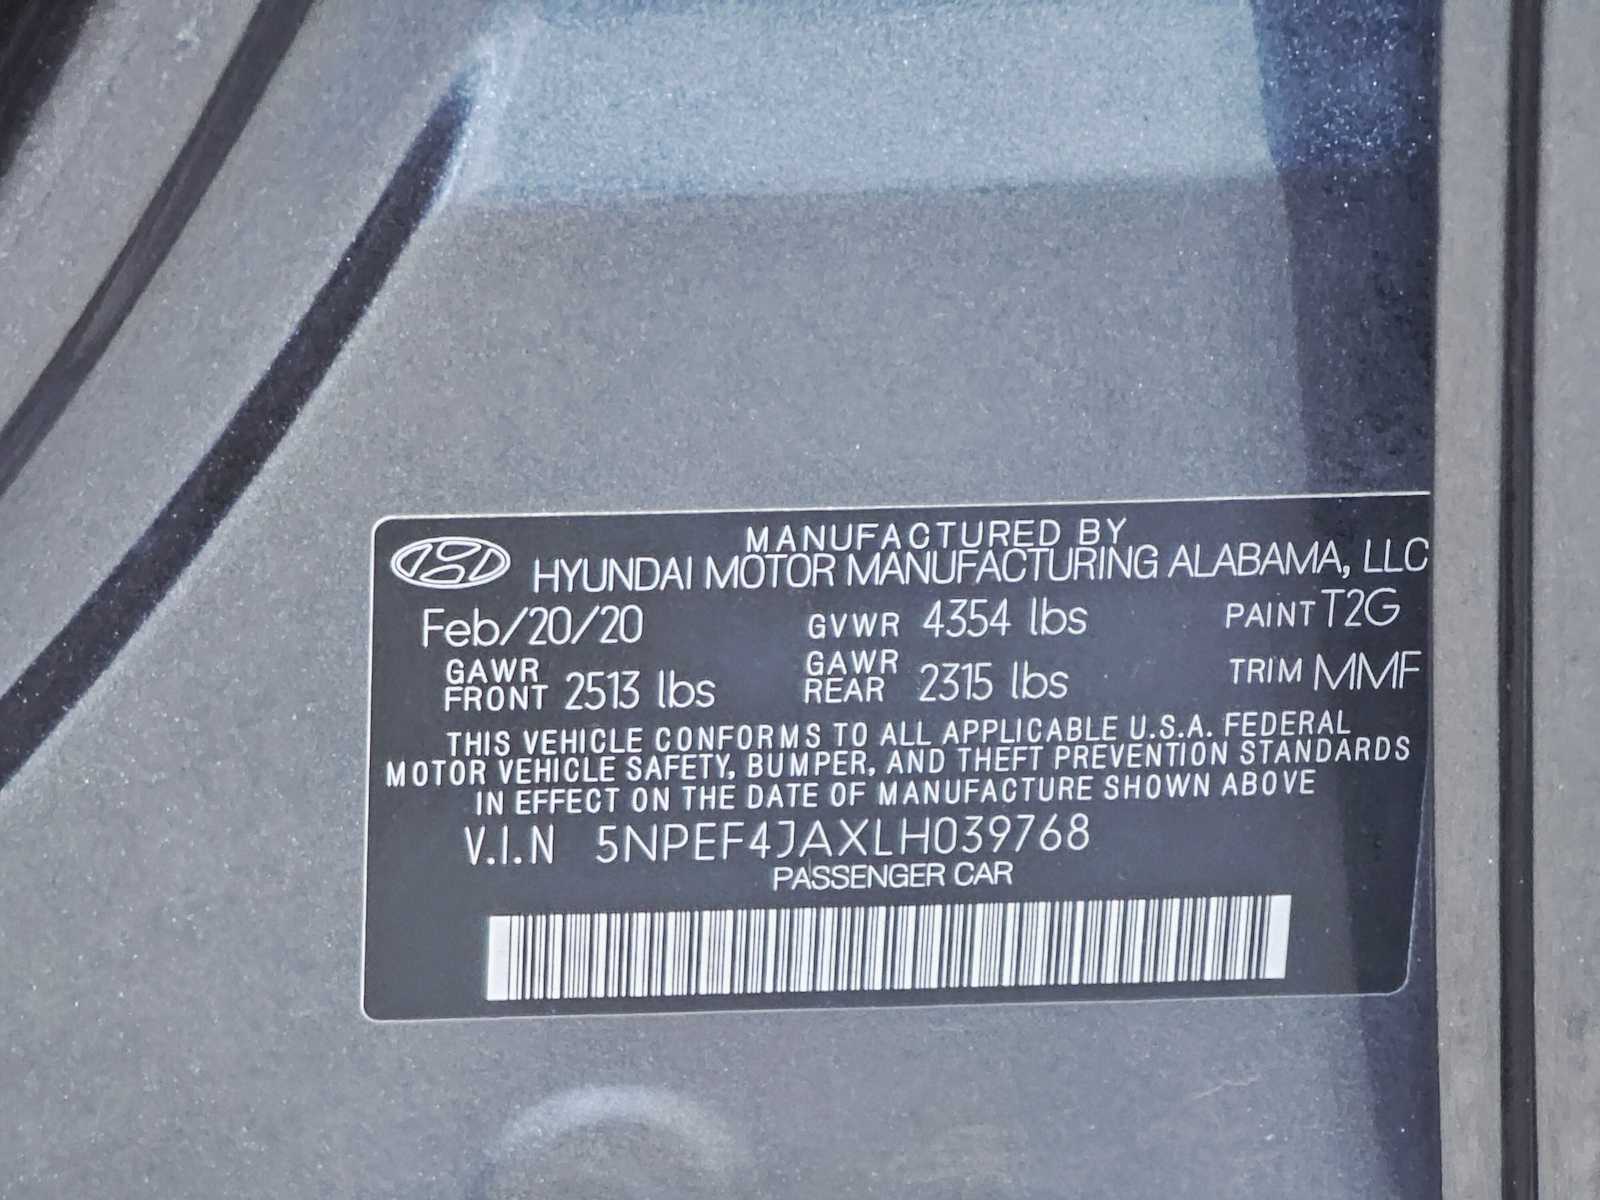 MANUFACTURED BY
HYUNDAI MOTOR MANUFACTURING ALABAMA, LLC
Feb/20/20 GVWR 4354 lbs PAINT T2G
GAWR FRONT 2513 lbs GAWR REAR 2315 lbs TRIM MMF
THIS VEHICLE CONFORMS TO ALL APPLICABLE U.S.A. FEDERAL
MOTOR VEHICLE SAFETY, BUMPER, AND THEFT PREVENTION STANDARDS
IN EFFECT ON THE DATE OF MANUFACTURE SHOWN ABOVE
V.I.N 5NPEF4JAXLH039768
PASSENGER CAR